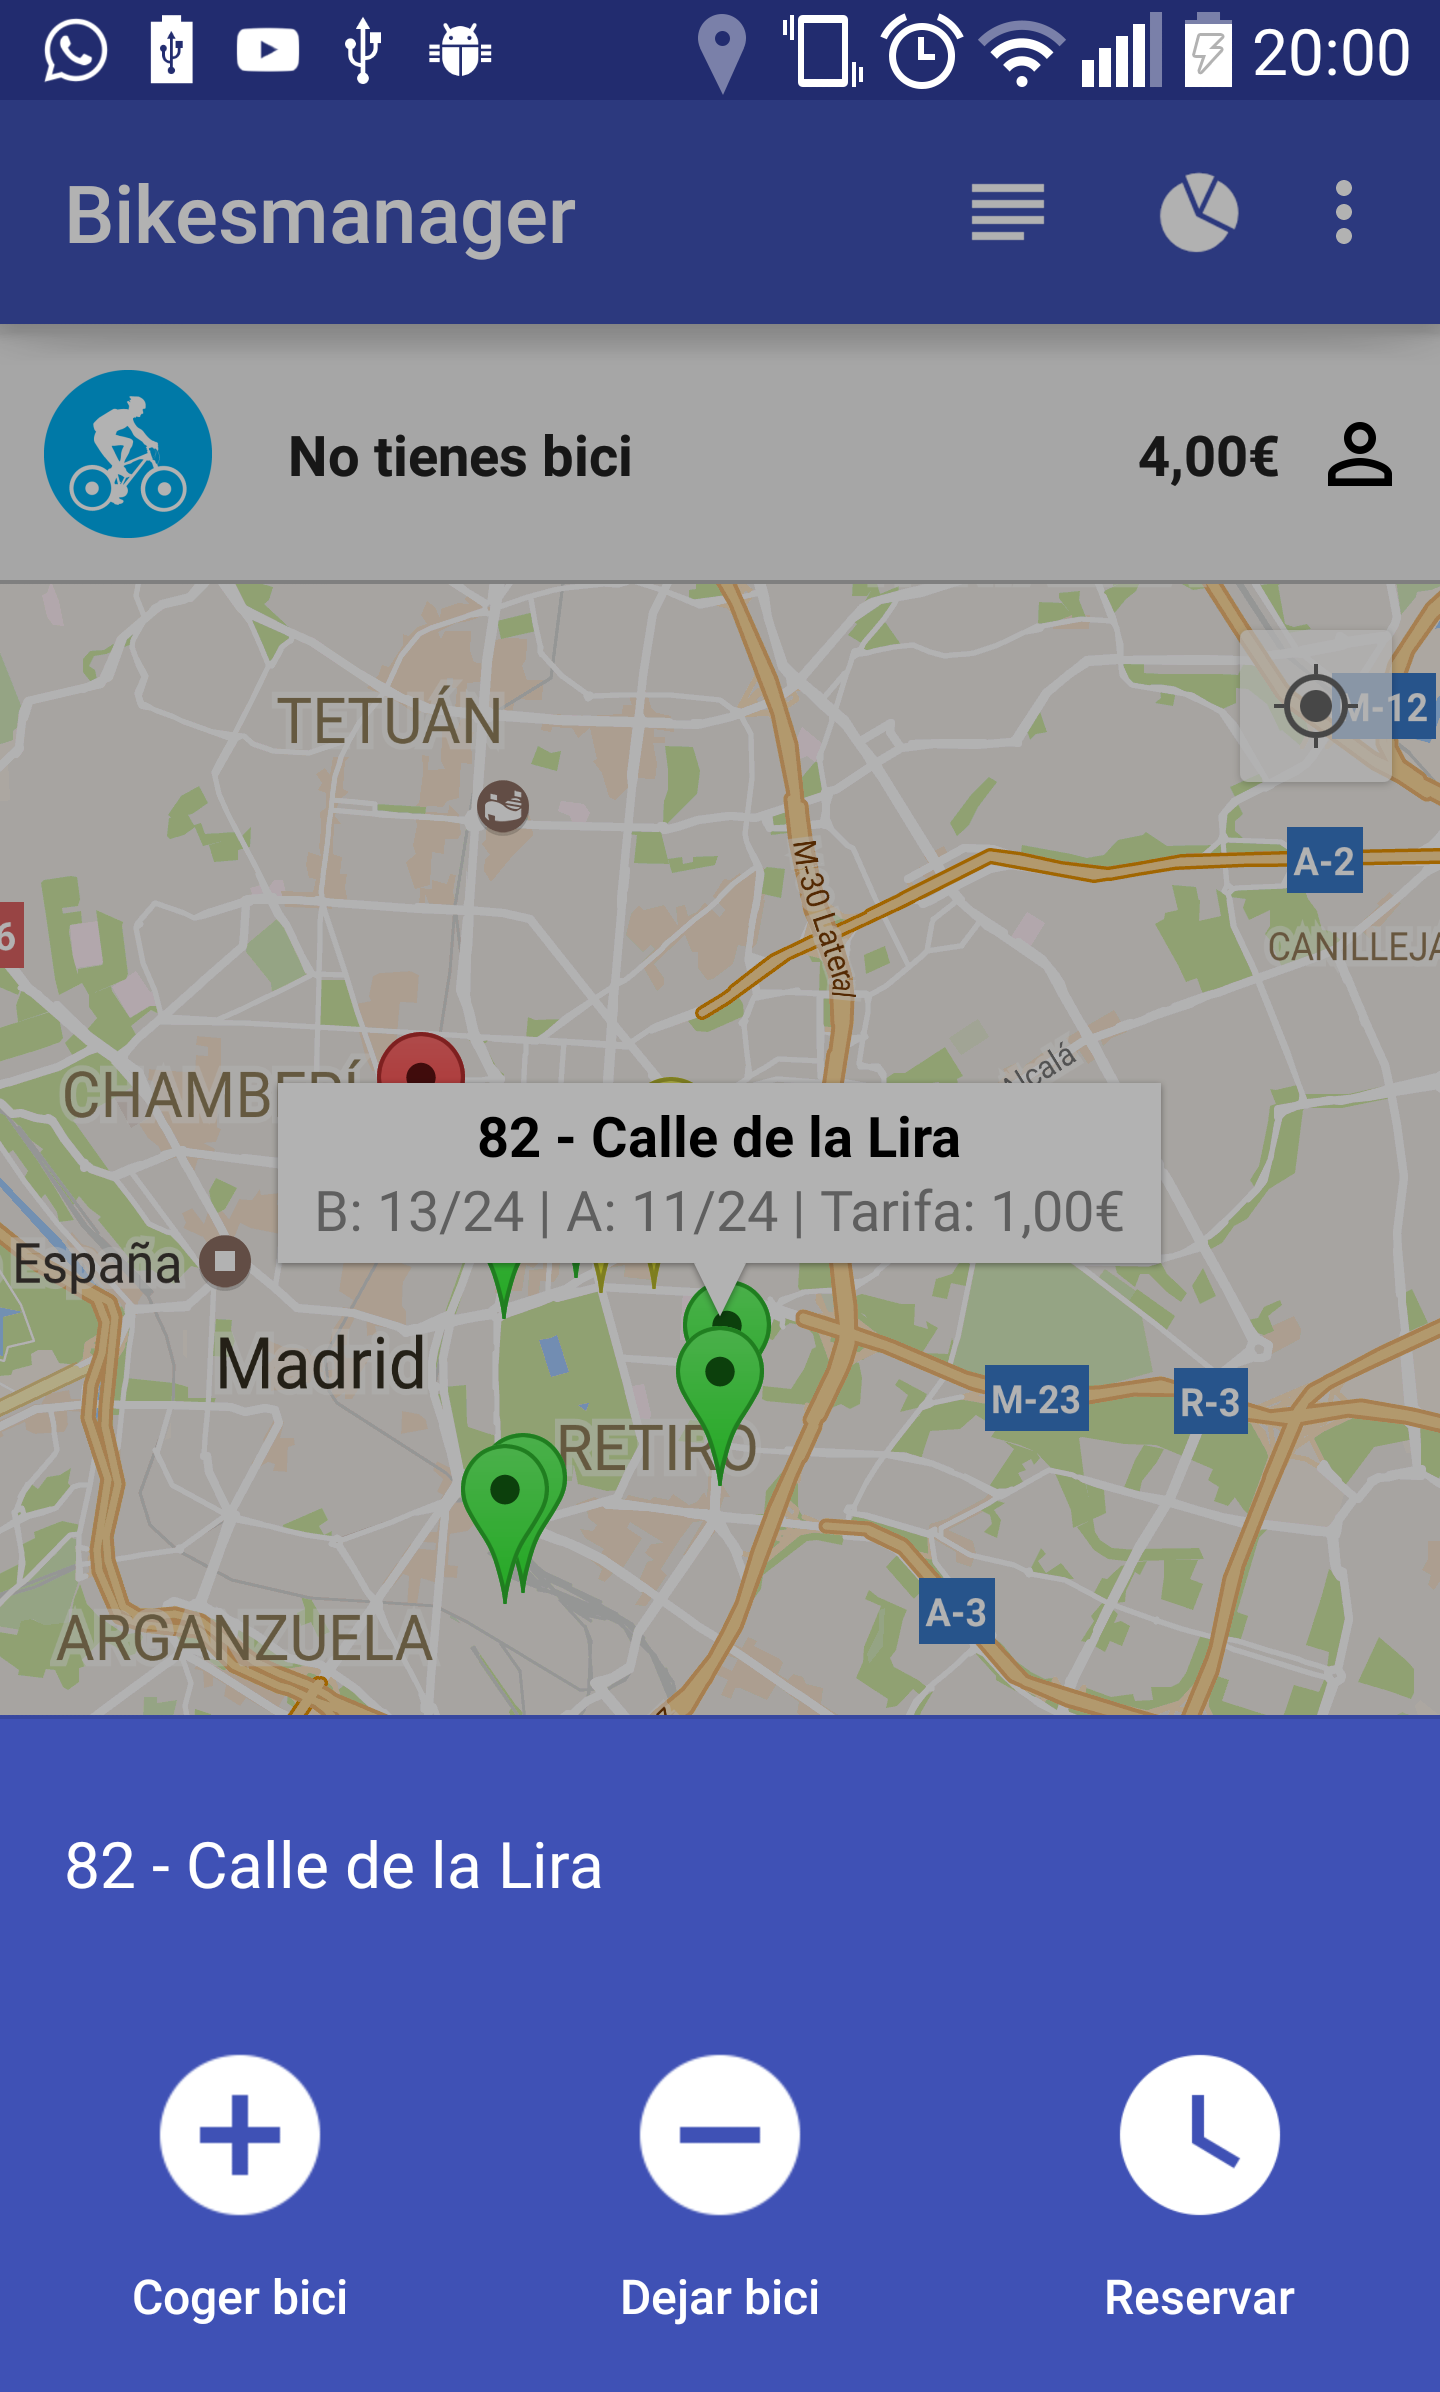 20:00
Bikesmanager
No tienes bici
4,00€
TETUÁN
M-12
M-30 Lateral
A-2
6
CANILLEJA
Alcalá
CHAMBERÍ
82 - Calle de la Lira
B: 13/24 | A: 11/24 | Tarifa: 1,00€
España
Madrid
M-23
R-3
RETIRO
A-3
ARGANZUELA
82 - Calle de la Lira
Coger bici
Dejar bici
Reservar